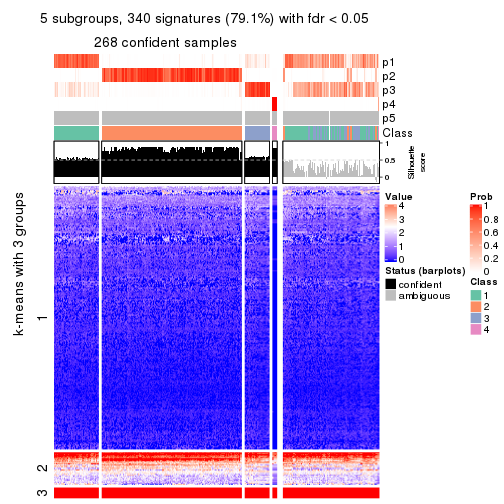 5 subgroups, 340 signatures (79.1%) with fdr < 0.05
268 confident samples
p1
p2
p3
p4
p5
Class
1
0.5
0
Silhouette
score
k-means with 3 groups
1
2
3
Value
4
3
2
1
0
Status (barplots)
confident
ambiguous
Prob
1
0.8
0.6
0.4
0.2
0
Class
1
2
3
4